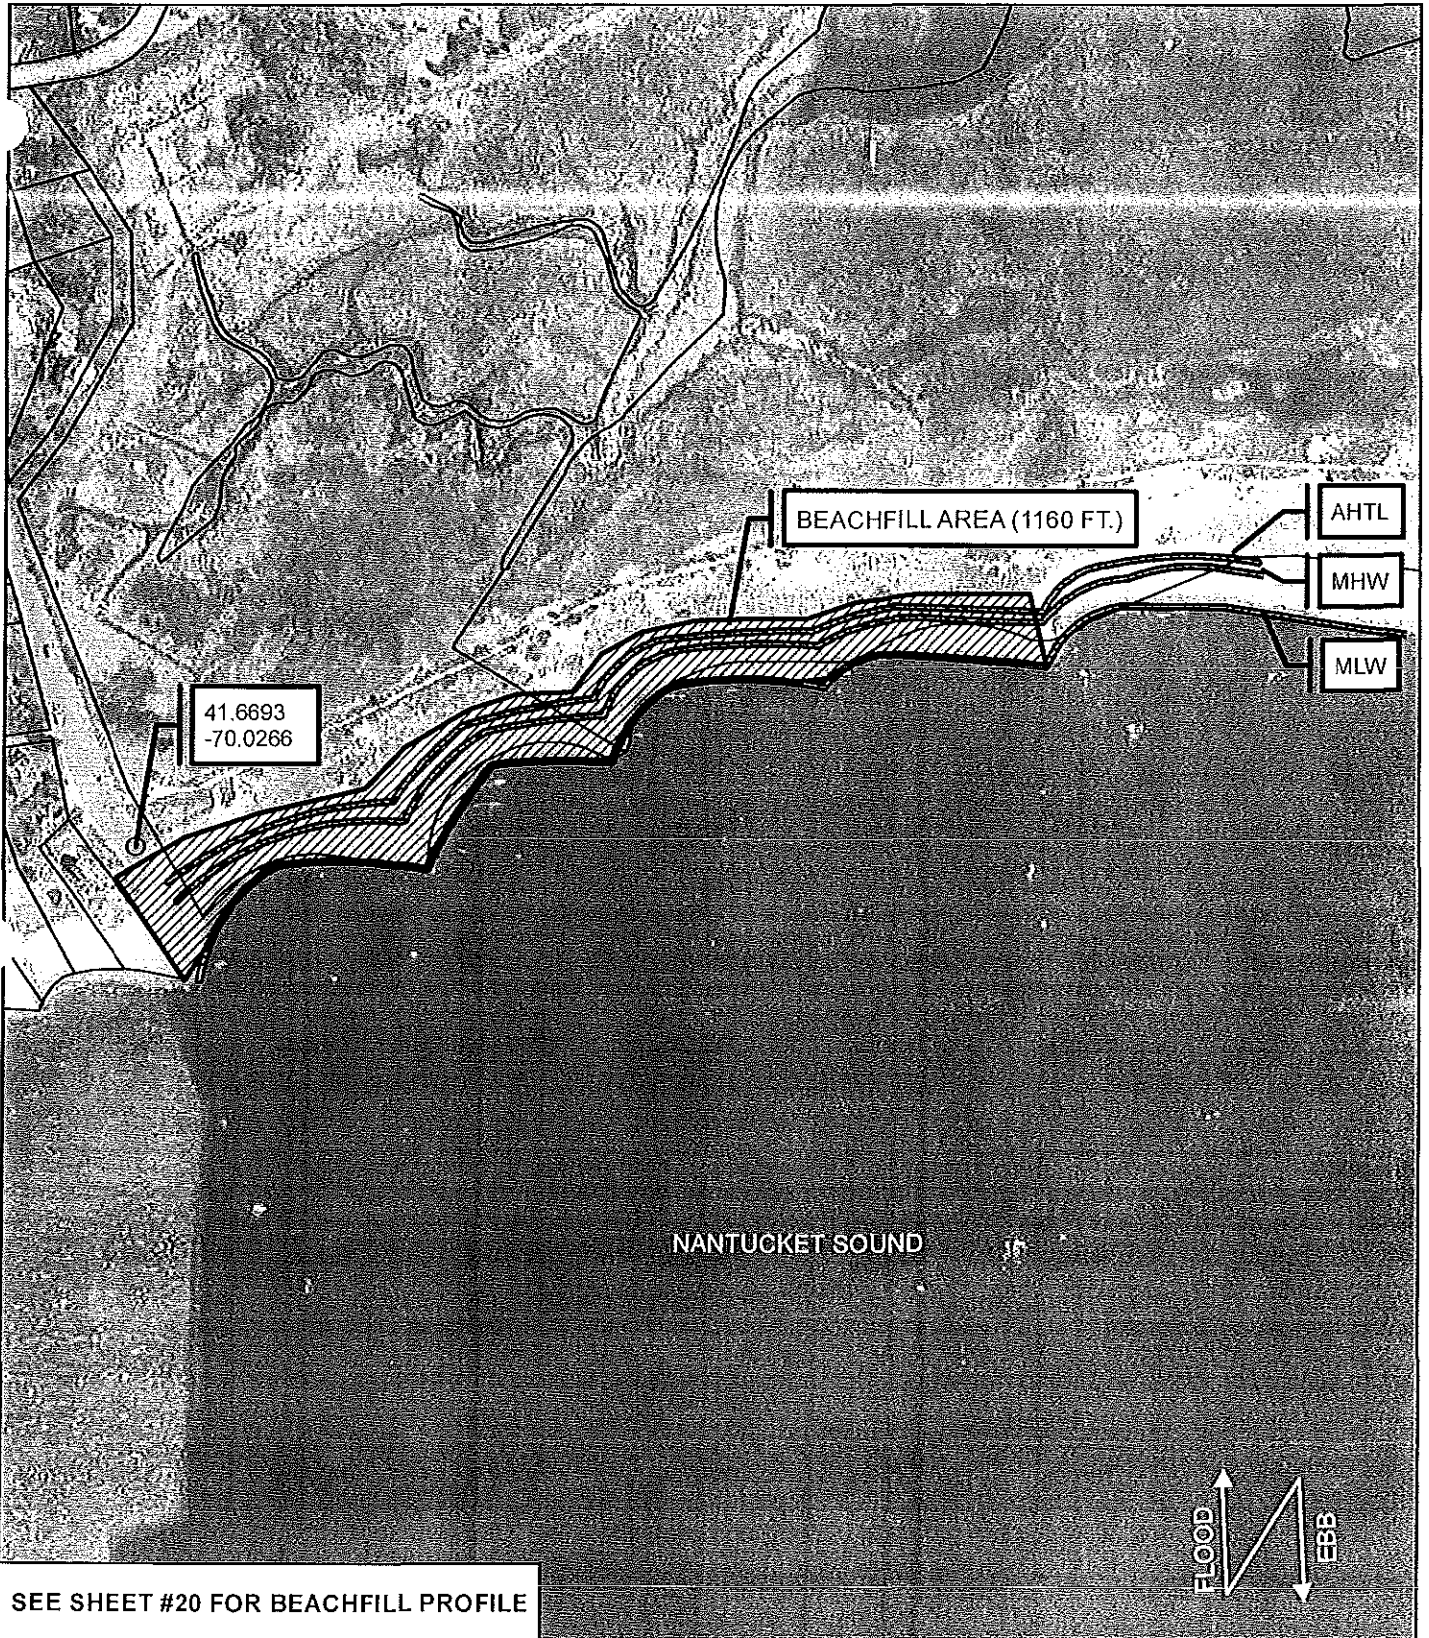 BEACHFILL AREA (1160 FT.)
AHTL
MHW
MLW
41.6693
-70.0266
NANTUCKET SOUND
FLOOD
EBB
SEE SHEET #20 FOR BEACHFILL PROFILE